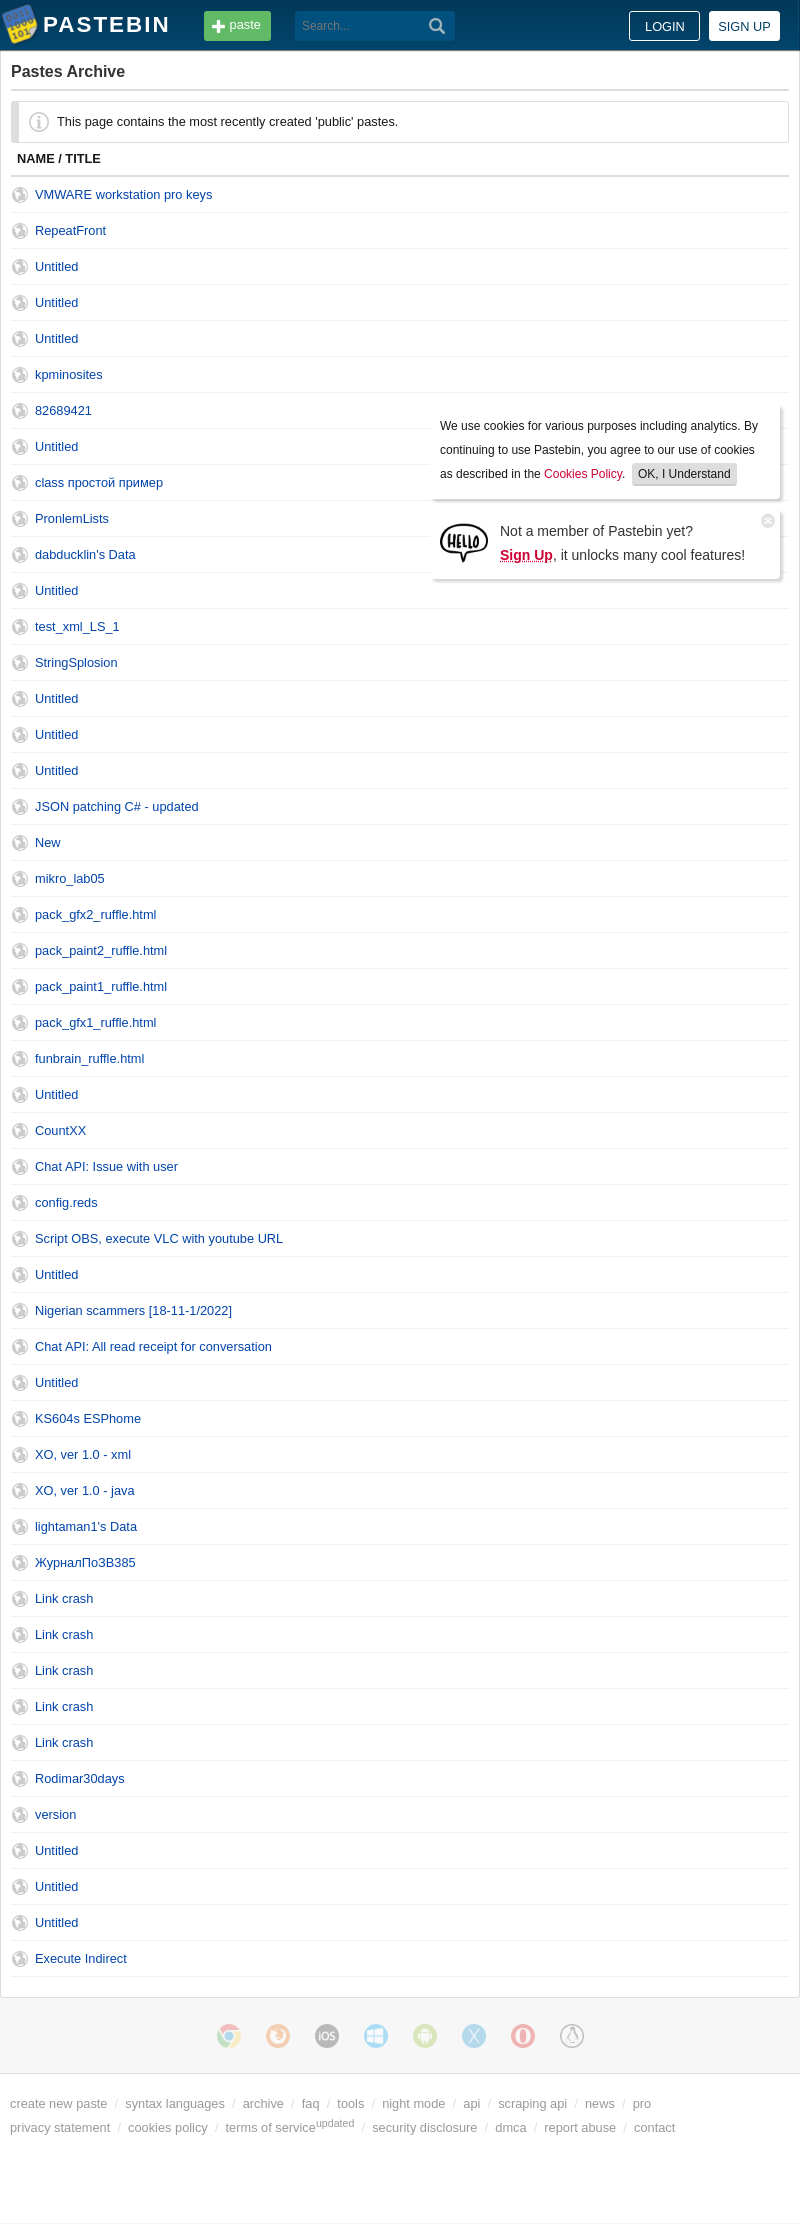 PASTEBIN
paste
Search...
LOGIN
SIGN UP
Pastes Archive
This page contains the most recently created 'public' pastes.
NAME / TITLE
VMWARE workstation pro keys
RepeatFront
Untitled
Untitled
Untitled
kpminosites
82689421
Untitled
class простой пример
PronlemLists
dabducklin's Data
Untitled
We use cookies for various purposes including analytics. By
continuing to use Pastebin, you agree to our use of cookies
as described in the Cookies Policy. OK, I Understand
HELLO
Not a member of Pastebin yet?
Sign Up, it unlocks many cool features!
test_xml_LS_1
StringSplosion
Untitled
Untitled
Untitled
JSON patching C# - updated
New
mikro_lab05
pack_gfx2_ruffle.html
pack_paint2_ruffle.html
pack_paint1_ruffle.html
pack_gfx1_ruffle.html
funbrain_ruffle.html
Untitled
CountXX
Chat API: Issue with user
config.reds
Script OBS, execute VLC with youtube URL
Untitled
Nigerian scammers [18-11-1/2022]
Chat API: All read receipt for conversation
Untitled
KS604s ESPhome
XO, ver 1.0 - xml
XO, ver 1.0 - java
lightaman1's Data
ЖурналПоЗВ385
Link crash
Link crash
Link crash
Link crash
Link crash
Rodimar30days
version
Untitled
Untitled
Untitled
Execute Indirect
iOS
create new paste / syntax languages / archive / faq / tools / night mode / api / scraping api / news / pro
privacy statement / cookies policy / terms of service updated / security disclosure / dmca / report abuse / contact